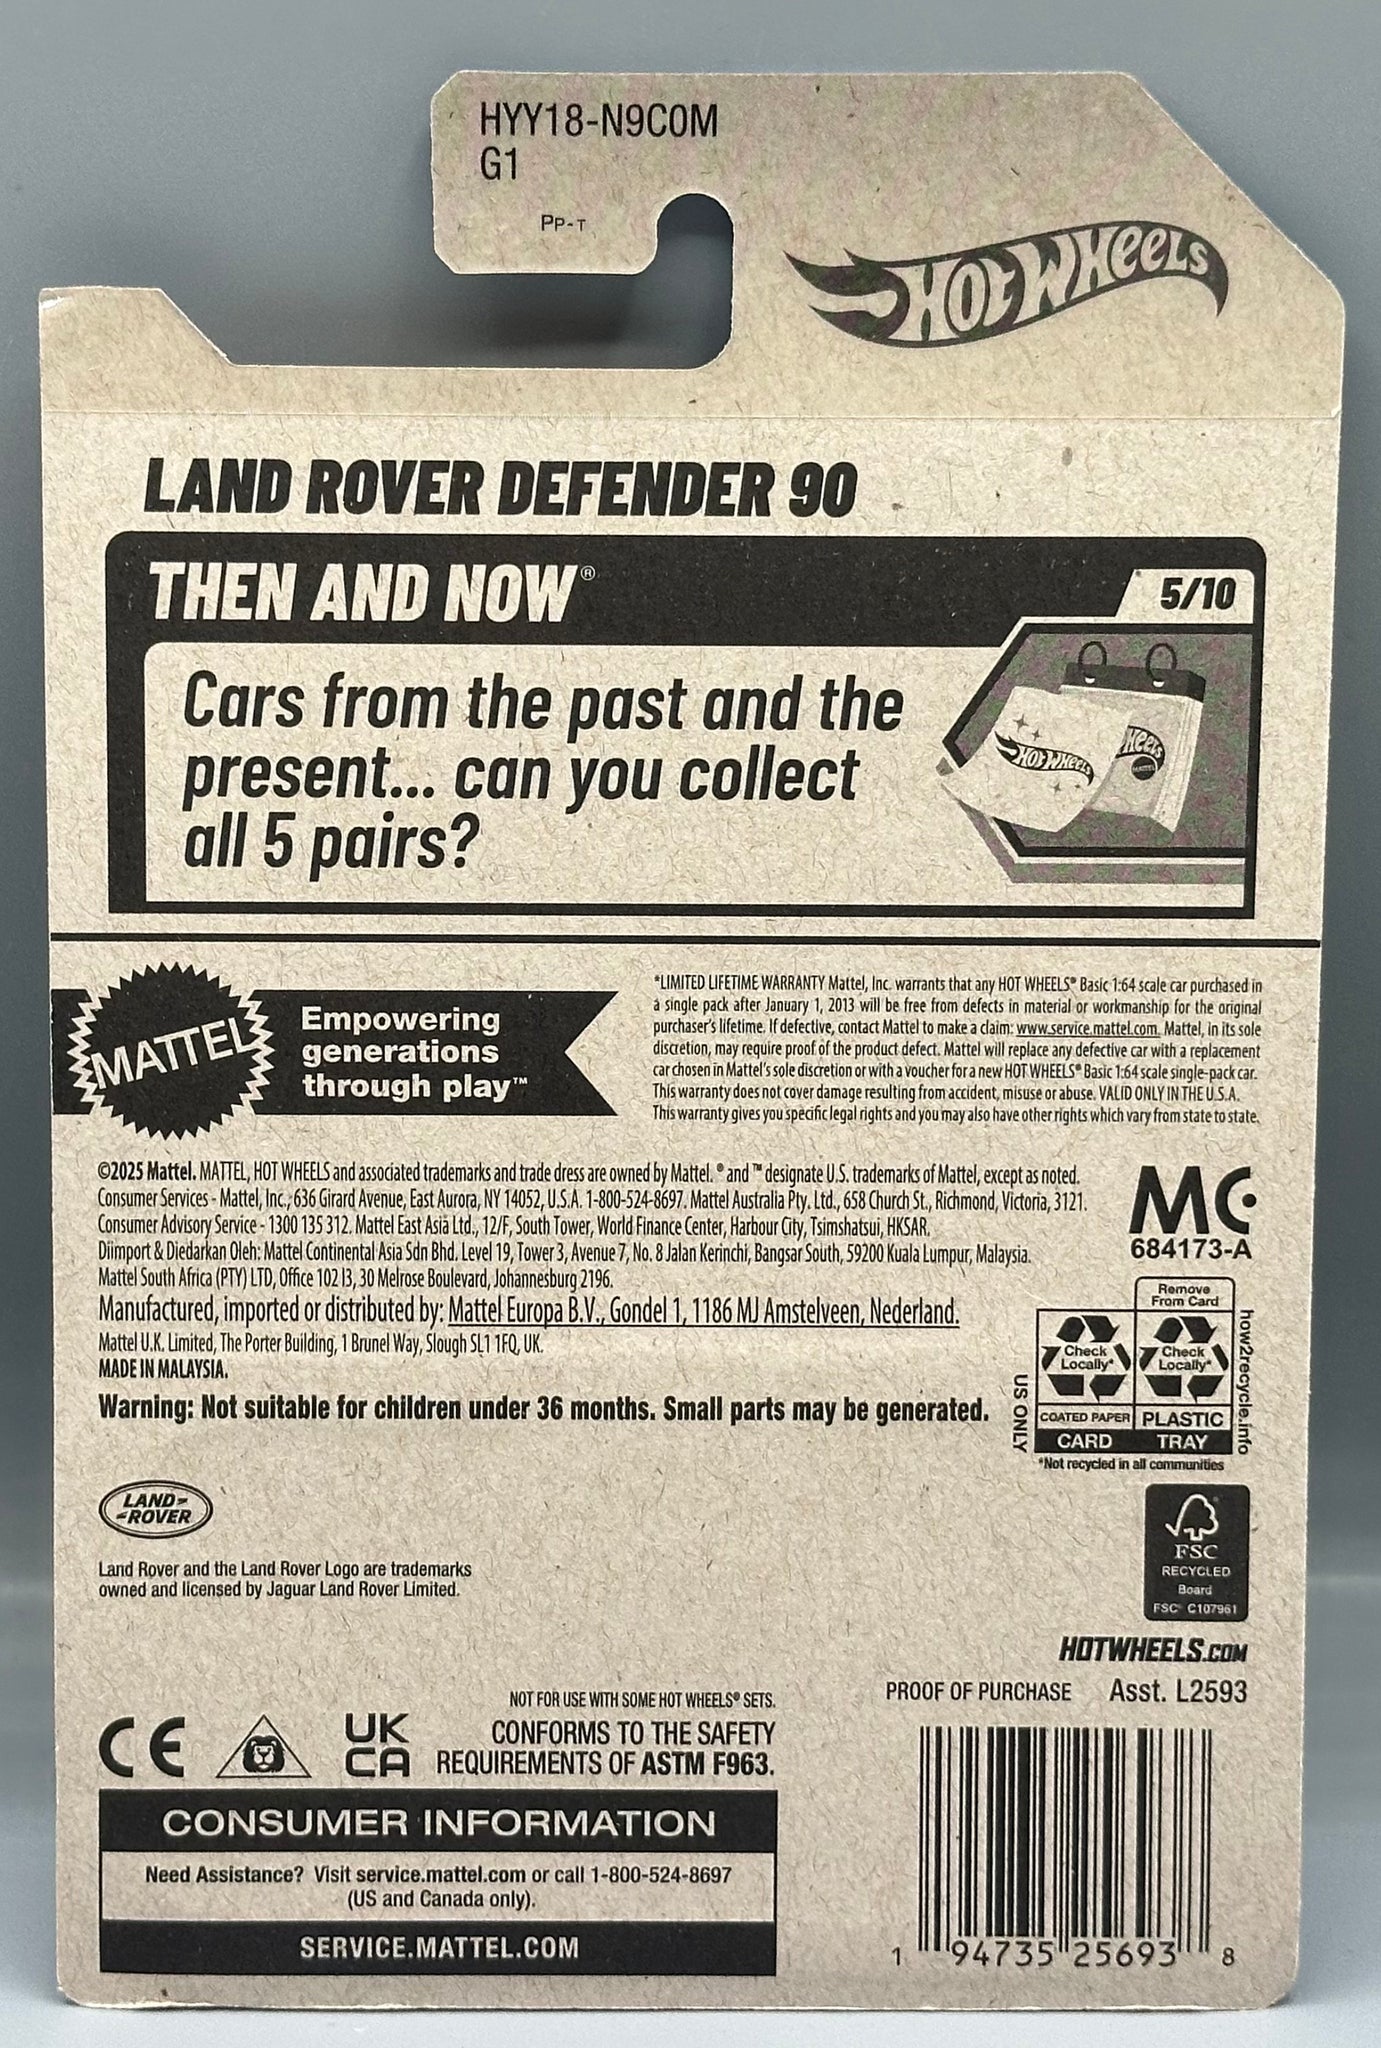 HYY18-N9C0M
G1
PP-T
HOT WHEELS
LAND ROVER DEFENDER 90
THEN AND NOW®
5/10
Cars from the past and the
present... can you collect
all 5 pairs?
HOT WHEELS
WHEELS
MATTEL
MATTEL
Empowering
generations
through play™
*LIMITED LIFETIME WARRANTY Mattel, Inc. warrants that any HOT WHEELS® Basic 1:64 scale car purchased in
a single pack after January 1, 2013 will be free from defects in material or workmanship for the original
purchaser's lifetime. If defective, contact Mattel to make a claim: www.service.mattel.com. Mattel, in its sole
discretion, may require proof of the product defect. Mattel will replace any defective car with a replacement
car chosen in Mattel's sole discretion or with a voucher for a new HOT WHEELS® Basic 1:64 scale single-pack car.
This warranty does not cover damage resulting from accident, misuse or abuse. VALID ONLY IN THE U.S.A.
This warranty gives you specific legal rights and you may also have other rights which vary from state to state.
©2025 Mattel. MATTEL, HOT WHEELS and associated trademarks and trade dress are owned by Mattel. ® and ™ designate U.S. trademarks of Mattel, except as noted.
Consumer Services - Mattel, Inc., 636 Girard Avenue, East Aurora, NY 14052, U.S.A. 1-800-524-8697. Mattel Australia Pty. Ltd., 658 Church St., Richmond, Victoria, 3121.
Consumer Advisory Service - 1300 135 312. Mattel East Asia Ltd., 12/F, South Tower, World Finance Center, Harbour City, Tsimshatsui, HKSAR.
Diimport & Diedarkan Oleh: Mattel Continental Asia Sdn Bhd. Level 19, Tower 3, Avenue 7, No. 8 Jalan Kerinchi, Bangsar South, 59200 Kuala Lumpur, Malaysia.
Mattel South Africa (PTY) LTD, Office 102 I3, 30 Melrose Boulevard, Johannesburg 2196.
Manufactured, imported or distributed by: Mattel Europa B.V., Gondel 1, 1186 MJ Amstelveen, Nederland.
Mattel U.K. Limited, The Porter Building, 1 Brunel Way, Slough SL1 1FQ, UK.
MADE IN MALAYSIA.
Warning: Not suitable for children under 36 months. Small parts may be generated.
MC
684173-A
Remove
From Card
Check
Locally*
Check
Locally*
COATED PAPER
PLASTIC
CARD
TRAY
US ONLY
how2recycle.info
*Not recycled in all communities
LAND
ROVER
Land Rover and the Land Rover Logo are trademarks
owned and licensed by Jaguar Land Rover Limited.
FSC
RECYCLED
Board
FSC® C107961
HOTWHEELS.COM
PROOF OF PURCHASE Asst. L2593
NOT FOR USE WITH SOME HOT WHEELS® SETS.
CE
UK
CA
CONFORMS TO THE SAFETY
REQUIREMENTS OF ASTM F963.
CONSUMER INFORMATION
Need Assistance? Visit service.mattel.com or call 1-800-524-8697
(US and Canada only).
SERVICE.MATTEL.COM
1 94735 25693 8